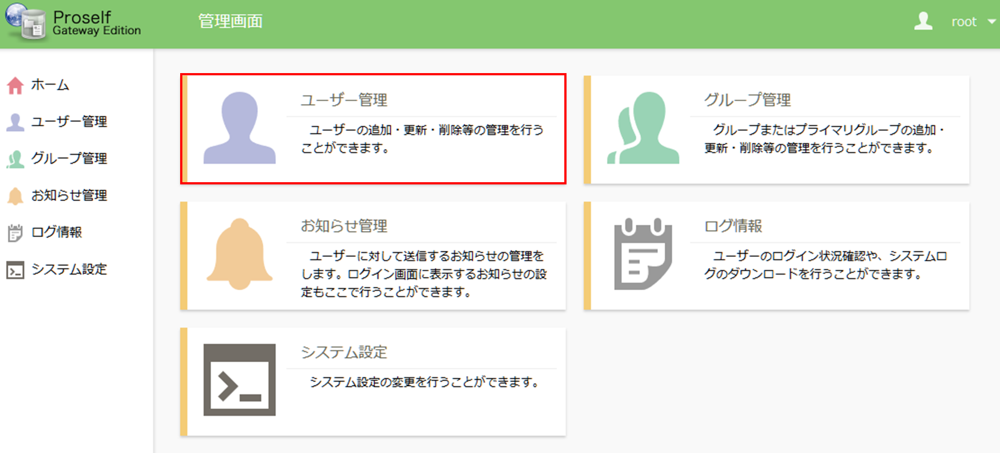 Proself
Gateway Edition
管理画面
root
ホーム
ユーザー管理
グループ管理
お知らせ管理
ログ情報
システム設定
ユーザー管理
ユーザーの追加・更新・削除等の管理を行う
ことができます。
グループ管理
グループまたはプライマリグループの追加・
更新・削除等の管理を行うことができます。
お知らせ管理
ユーザーに対して送信するお知らせの管理を
します。ログイン画面に表示するお知らせの設
定もここで行うことができます。
ログ情報
ユーザーのログイン状況確認や、システムロ
グのダウンロードを行うことができます。
システム設定
システム設定の変更を行うことができます。